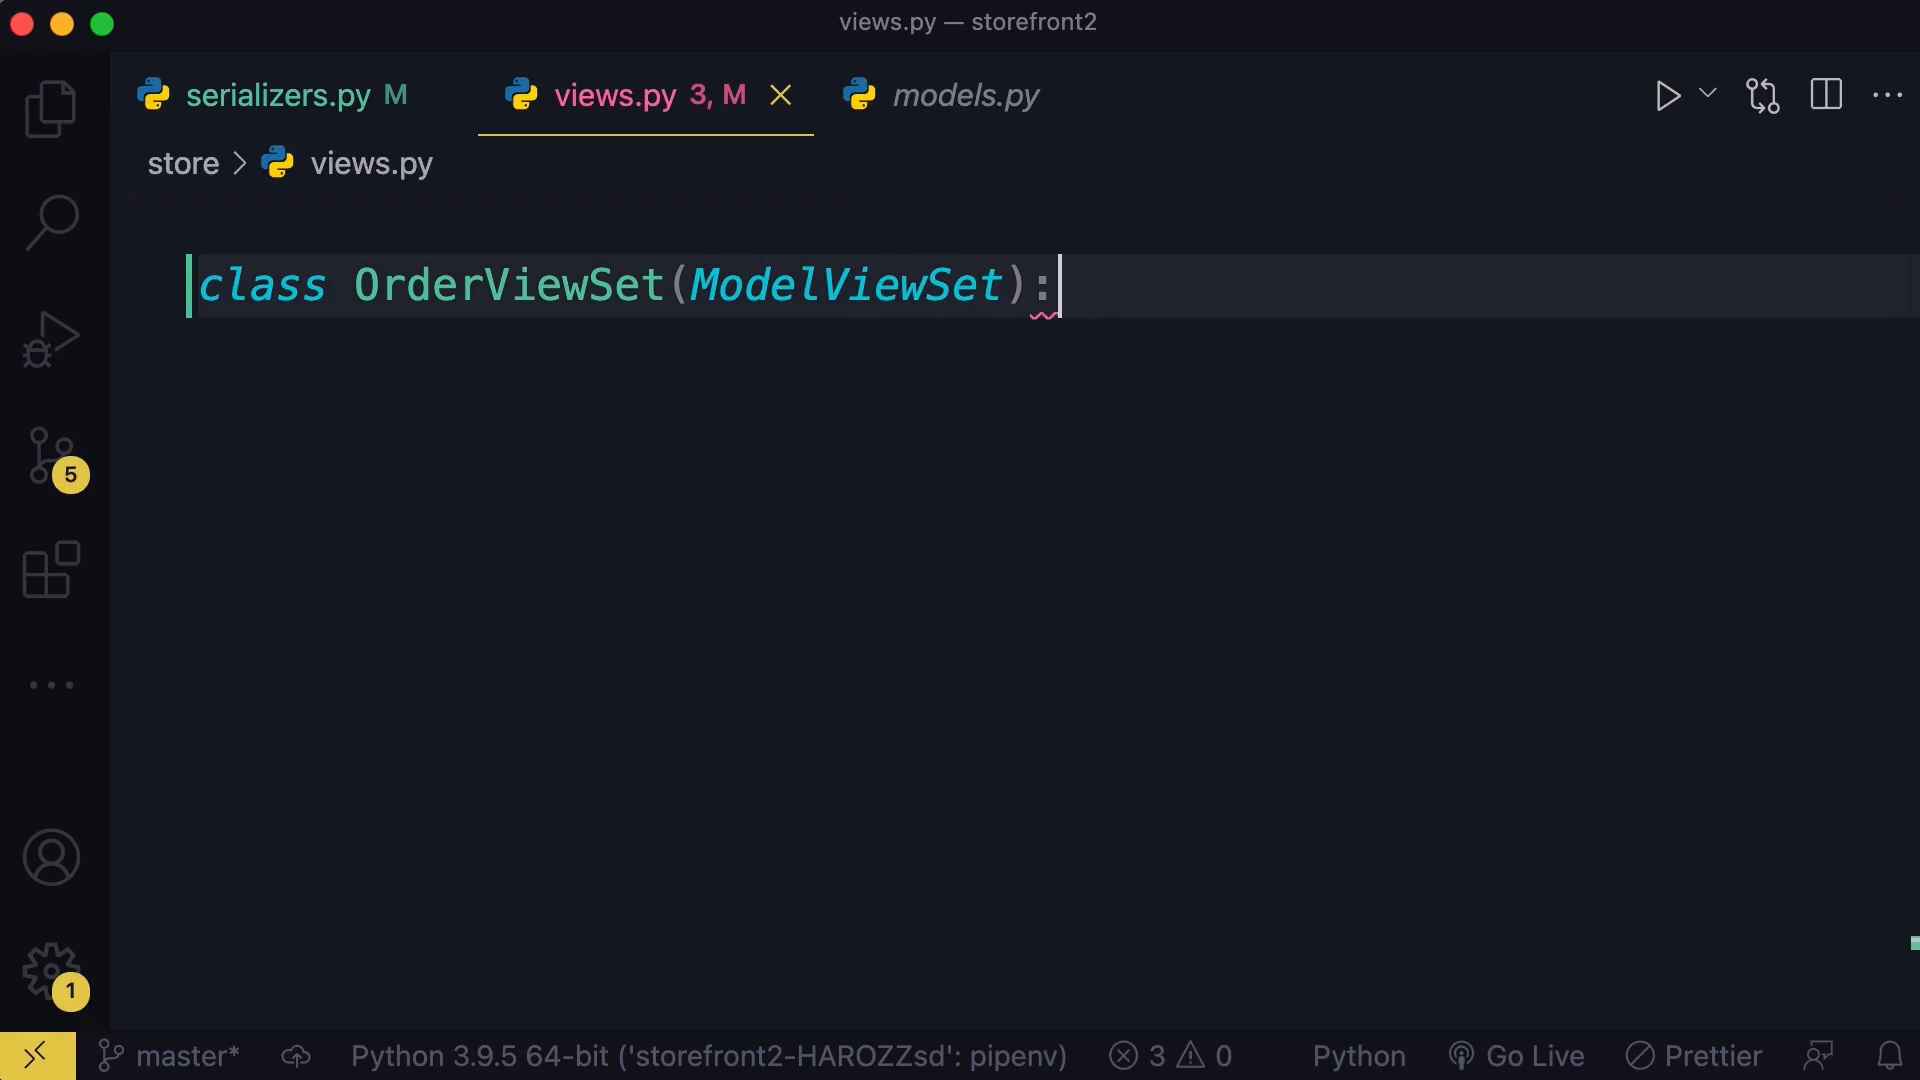 views.py — storefront2
serializers.py M
views.py 3, M
models.py
store > views.py
class OrderViewSet(ModelViewSet):
5
1
master*
Python 3.9.5 64-bit ('storefront2-HAROZZsd': pipenv)
3
0
Python
Go Live
Prettier